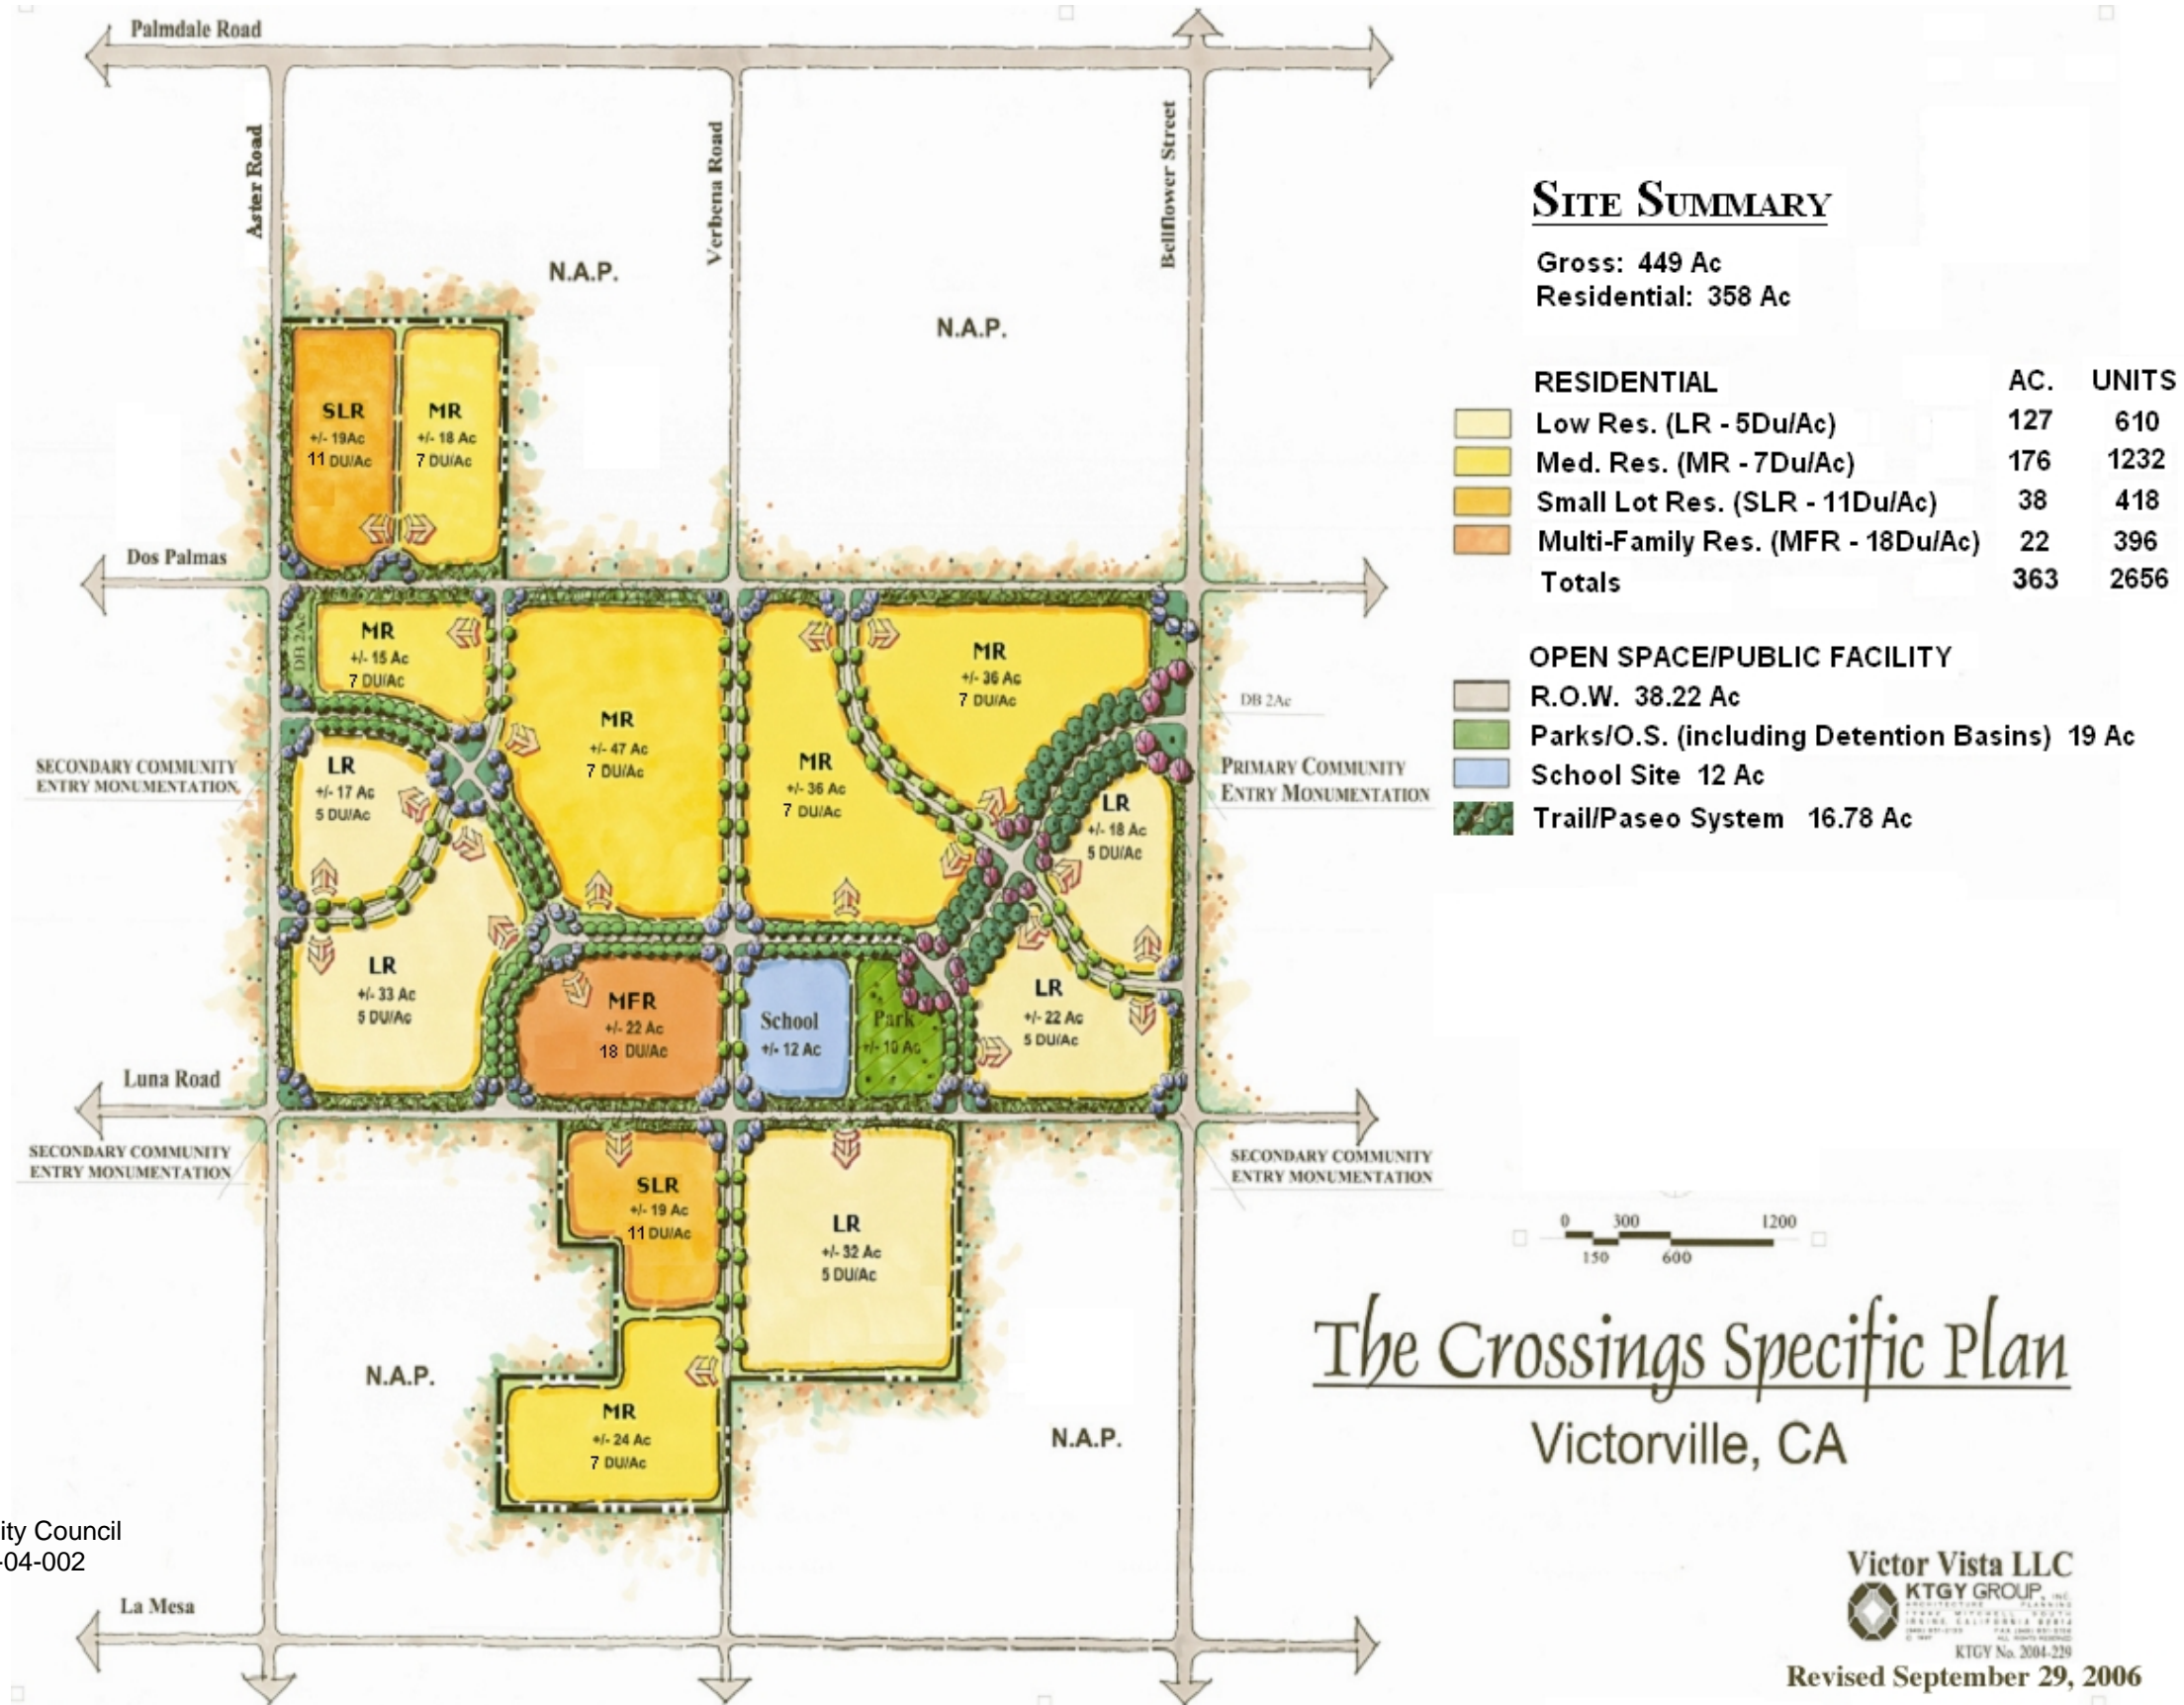 Palmdale Road
Aster Road
Verbena Road
Bellflower Street
N.A.P.
N.A.P.
SLR
+/- 19Ac
11 DU/Ac
MR
+/- 18 Ac
7 DU/Ac
Dos Palmas
DB 2Ac
MR
+/- 15 Ac
7 DU/Ac
MR
+/- 47 Ac
7 DU/Ac
MR
+/- 36 Ac
7 DU/Ac
MR
+/- 36 Ac
7 DU/Ac
DB 2Ac
SECONDARY COMMUNITY
ENTRY MONUMENTATION
LR
+/- 17 Ac
5 DU/Ac
PRIMARY COMMUNITY
ENTRY MONUMENTATION
LR
+/- 18 Ac
5 DU/Ac
LR
+/- 33 Ac
5 DU/Ac
MFR
+/- 22 Ac
18 DU/Ac
School
+/- 12 Ac
Park
+/- 10 Ac
LR
+/- 22 Ac
5 DU/Ac
Luna Road
SECONDARY COMMUNITY
ENTRY MONUMENTATION
SECONDARY COMMUNITY
ENTRY MONUMENTATION
SLR
+/- 19 Ac
11 DU/Ac
LR
+/- 32 Ac
5 DU/Ac
N.A.P.
MR
+/- 24 Ac
7 DU/Ac
N.A.P.
La Mesa
ity Council
-04-002
SITE SUMMARY
Gross: 449 Ac
Residential: 358 Ac
RESIDENTIAL AC. UNITS
Low Res. (LR - 5Du/Ac) 127 610
Med. Res. (MR - 7Du/Ac) 176 1232
Small Lot Res. (SLR - 11Du/Ac) 38 418
Multi-Family Res. (MFR - 18Du/Ac) 22 396
Totals 363 2656
OPEN SPACE/PUBLIC FACILITY
R.O.W. 38.22 Ac
Parks/O.S. (including Detention Basins) 19 Ac
School Site 12 Ac
Trail/Paseo System 16.78 Ac
0 300 1200
150 600
The Crossings Specific Plan
Victorville, CA
Victor Vista LLC
KTGY GROUP, INC.
ARCHITECTURE PLANNING
KTGY No. 2004-229
Revised September 29, 2006